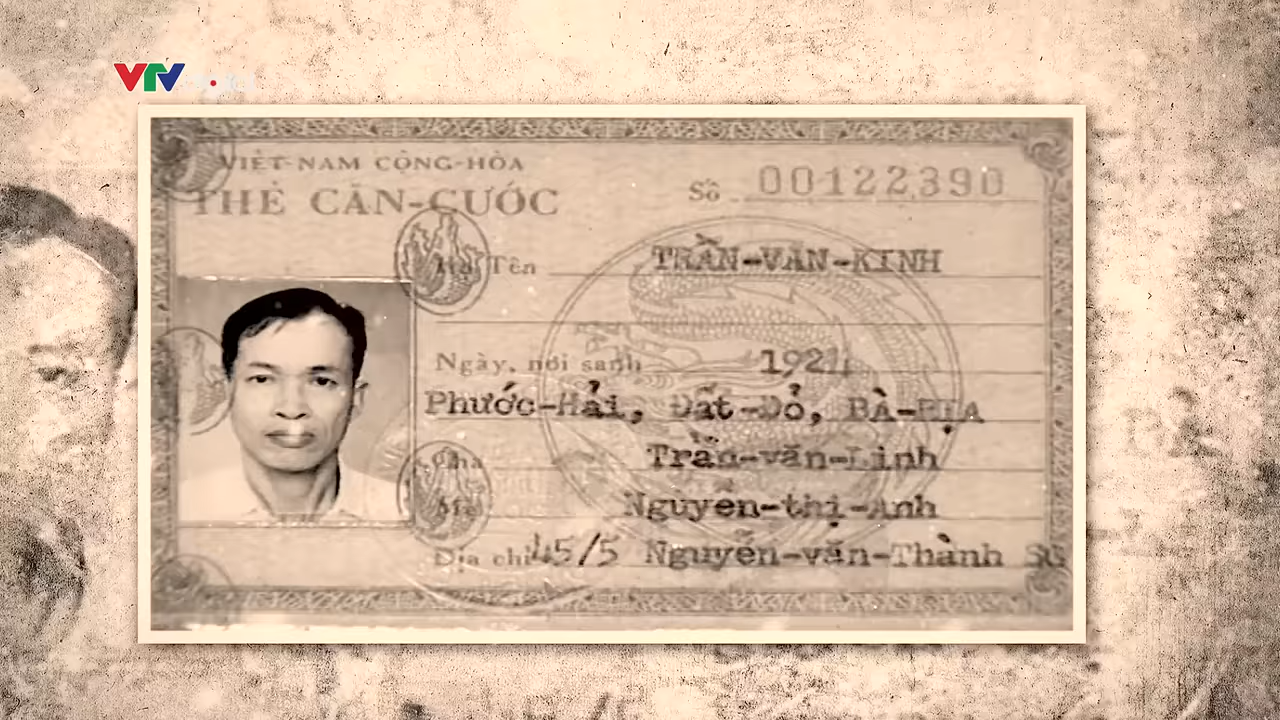 VTV
VIỆT-NAM CỘNG-HÒA
THẺ CĂN-CƯỚC
Số 00122390
Họ Tên TRẦN-VĂN-KINH
Ngày, nơi sanh 1921
Phước-Hải, Đất-Đỏ, BÀ-RỊA
Cha Trần-văn-Linh
Mẹ Nguyễn-thị-Anh
Địa chỉ 45/5 Nguyễn-văn-Thành SG